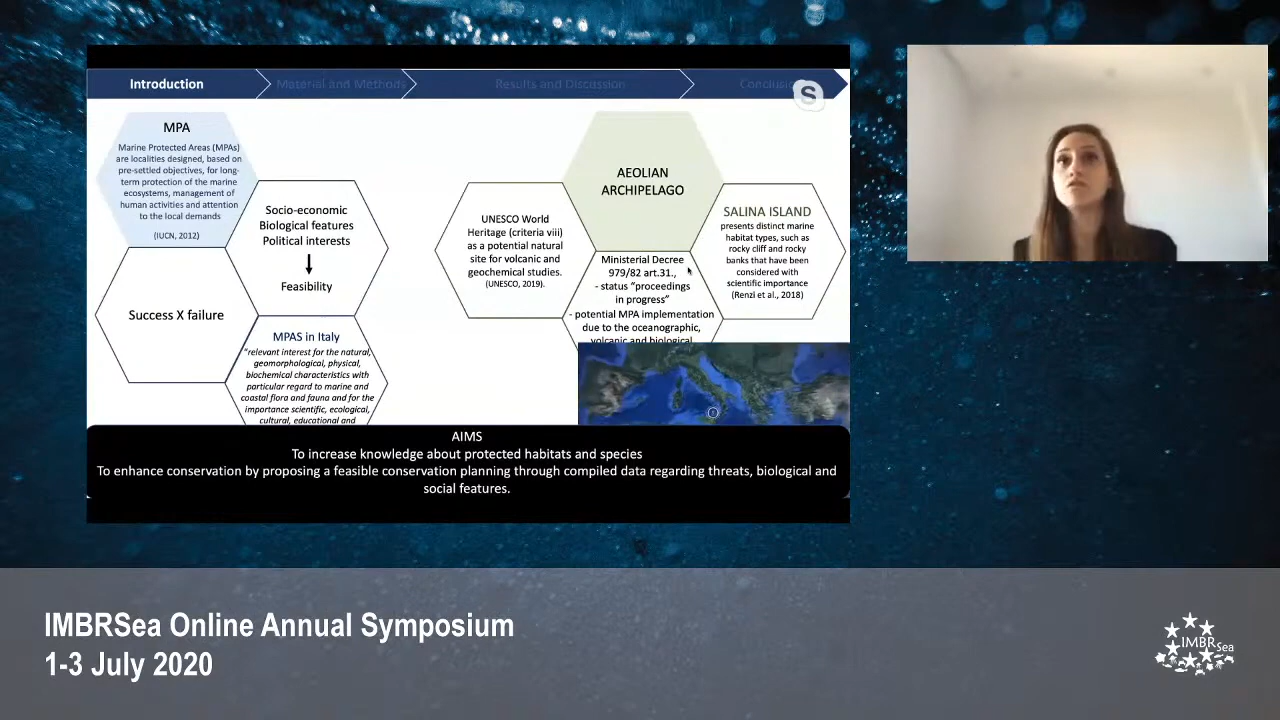 Introduction
Material and Methods
Results and Discussion
S
MPA
Marine Protected Areas (MPAs)
are localities designed, based on
pre-settled objectives, for long-
term protection of the marine
ecosystems, management of
human activities and attention
to the local demands
(IUCN, 2012)
Socio-economic
Biological features
Political interests
Feasibility
Success X failure
MPAS in Italy
"relevant interest for the natural,
geomorphological, physical,
biochemical characteristics with
particular regard to marine and
coastal flora and fauna and for the
importance scientific, ecological,
cultural, educational and
UNESCO World
Heritage (criteria viii)
as a potential natural
site for volcanic and
geochemical studies.
(UNESCO, 2019).
AEOLIAN
ARCHIPELAGO
Ministerial Decree
979/82 art.31.,
- status "proceedings
in progress"
- potential MPA implementation
due to the oceanographic,
volcanic and biological
SALINA ISLAND
presents distinct marine
habitat types, such as
rocky cliff and rocky
banks that have been
considered with
scientific importance
(Renzi et al., 2018)
AIMS
To increase knowledge about protected habitats and species
To enhance conservation by proposing a feasible conservation planning through compiled data regarding threats, biological and
social features.
IMBRSea Online Annual Symposium
1-3 July 2020
IMBRSea